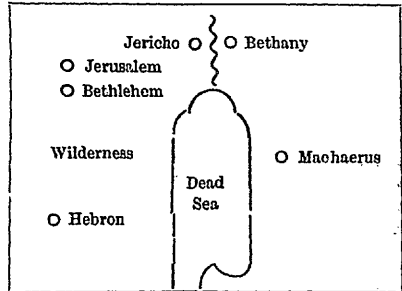 Jericho Bethany
Jerusalem
Bethlehem
Wilderness
Machaerus
Dead
Sea
Hebron